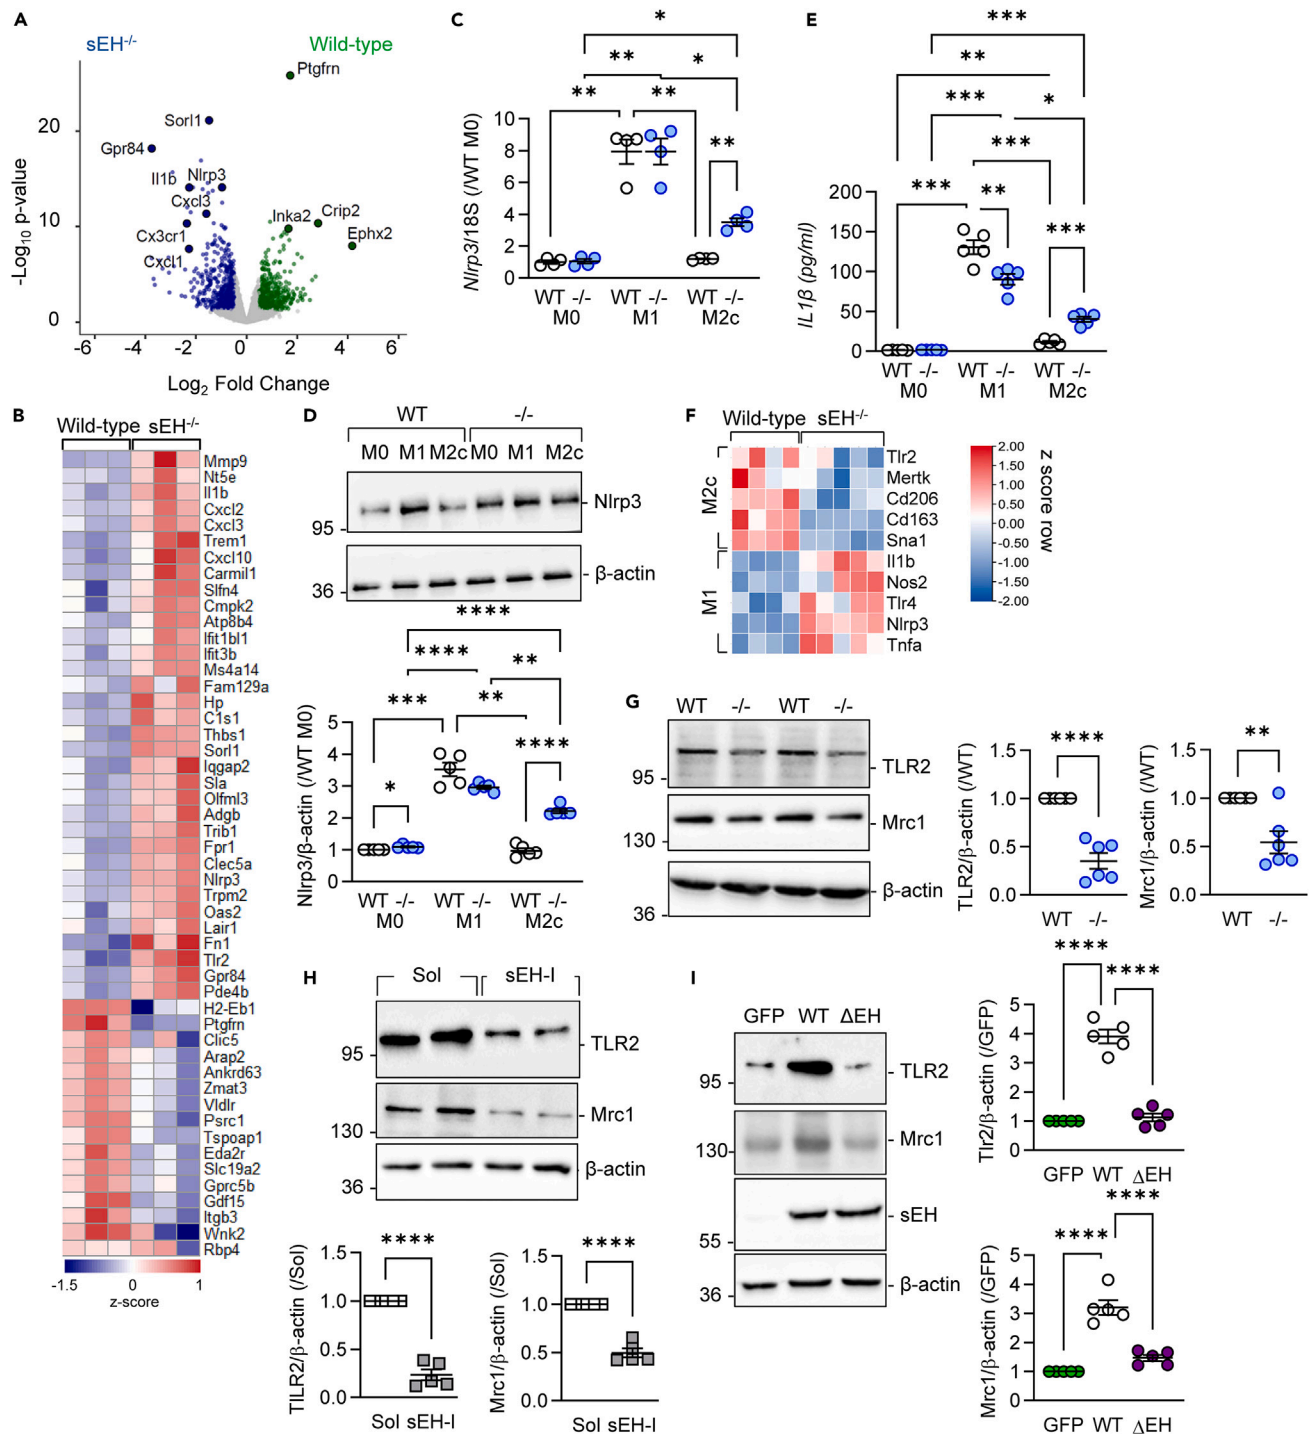 A
sEH-/-
Wild-type
Ptgfrn
Sorl1
Gpr84
Il1b
Nlrp3
Cxcl3
Cx3cr1
Cxcl1
Inka2
Crip2
Ephx2
-Log10 p-value
20
10
0
-6 -4 -2 0 2 4 6
Log2 Fold Change
B
Wild-type sEH-/-
Mmp9
Nt5e
Il1b
Cxcl2
Cxcl3
Trem1
Cxcl10
Carmil1
Slfn4
Cmpk2
Atp8b4
Ifit1bl1
Ifit3b
Ms4a14
Fam129a
Hp
C1s1
Thbs1
Sorl1
Iqgap2
Sla
Olfml3
Adgb
Trib1
Fpr1
Clec5a
Nlrp3
Trpm2
Oas2
Lair1
Fn1
Tlr2
Gpr84
Pde4b
H2-Eb1
Ptgfrn
Clic5
Arap2
Ankrd63
Zmat3
Vldlr
Psrc1
Tspoap1
Eda2r
Slc19a2
Gprc5b
Gdf15
Itgb3
Wnk2
Rbp4
-1.5 0 1
z-score
C
*
** *
** **
**
Nlrp3/18S (/WT M0)
10
8
6
4
2
0
WT -/- WT -/- WT -/-
M0 M1 M2c
D
WT -/-
M0 M1 M2c M0 M1 M2c
Nlrp3
95 -
β-actin
36 -
****
**** **
*** **
* ****
Nlrp3/β-actin (/WT M0)
5
4
3
2
1
0
WT -/- WT -/- WT -/-
M0 M1 M2c
E
***
**
*** *
***
*** **
***
IL1β (pg/ml)
200
150
100
50
0
WT -/- WT -/- WT -/-
M0 M1 M2c
F
Wild-type sEH-/-
M2c
M1
Tlr2
Mertk
Cd206
Cd163
Sna1
Il1b
Nos2
Tlr4
Nlrp3
Tnfa
2.00
1.50
1.00
0.50
0.00
-0.50
-1.00
-1.50
-2.00
z score row
G
WT -/- WT -/-
TLR2
95 -
Mrc1
130 -
β-actin
36 -
****
TLR2/β-actin (/WT)
1.5
1.0
0.5
0.0
WT -/-
**
Mrc1/β-actin (/WT)
1.5
1.0
0.5
0.0
WT -/-
H
Sol sEH-I
TLR2
95 -
Mrc1
130 -
β-actin
36 -
****
TILR2/β-actin (/Sol)
1.5
1.0
0.5
0.0
Sol sEH-I
****
Mrc1/β-actin (/Sol)
1.5
1.0
0.5
0.0
Sol sEH-I
I
GFP WT ΔEH
- TLR2
95 -
- Mrc1
130-
- sEH
55 -
- β-actin
36 -
****
****
Tlr2/β-actin (/GFP)
5
4
3
2
1
0
GFP WT ΔEH
****
****
Mrc1/β-actin (/GFP)
5
4
3
2
1
0
GFP WT ΔEH